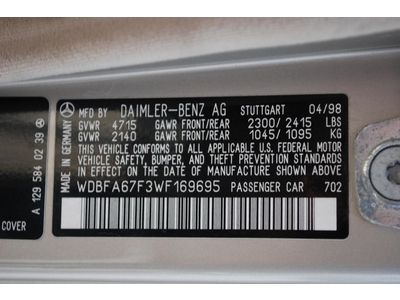 MFD BY DAIMLER-BENZ AG STUTTGART 04/98
GVWR 4715 GAWR FRONT/REAR 2300/2415 LBS
GVWR 2140 GAWR FRONT/REAR 1045/1095 KG
THIS VEHICLE CONFORMS TO ALL APPLICABLE
U.S. FEDERAL MOTOR VEHICLE SAFETY, BUMPER,
AND THEFT PREVENTION STANDARDS IN EFFECT
ON THE DATE OF MANUFACTURE SHOWN ABOVE.
WDBFA67F3WF169695 PASSENGER CAR 702
MADE IN GERMANY
A 129 584 02 39
COVER